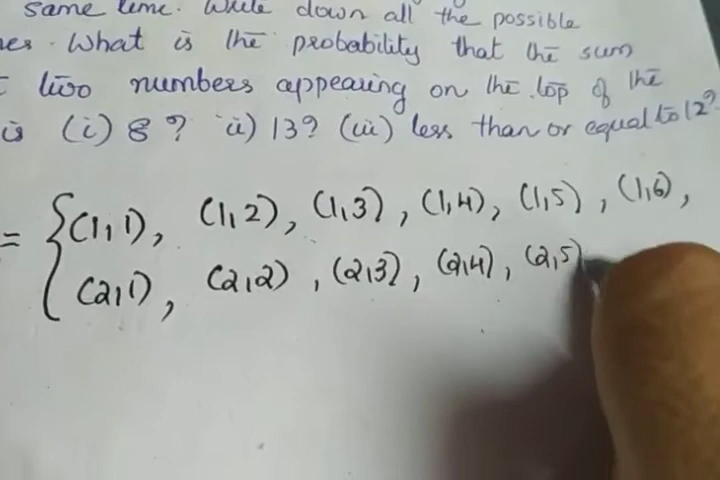 same time. Write down all the possible
What is the probability that the sum
two numbers appearing on the top of the
is (i) 8 ? ii) 13? (iii) less than or equal to 12?
= {(1,1), (1,2), (1,3), (1,4), (1,5), (1,6),
(2,1), (2,2), (2,3), (2,4), (2,5)